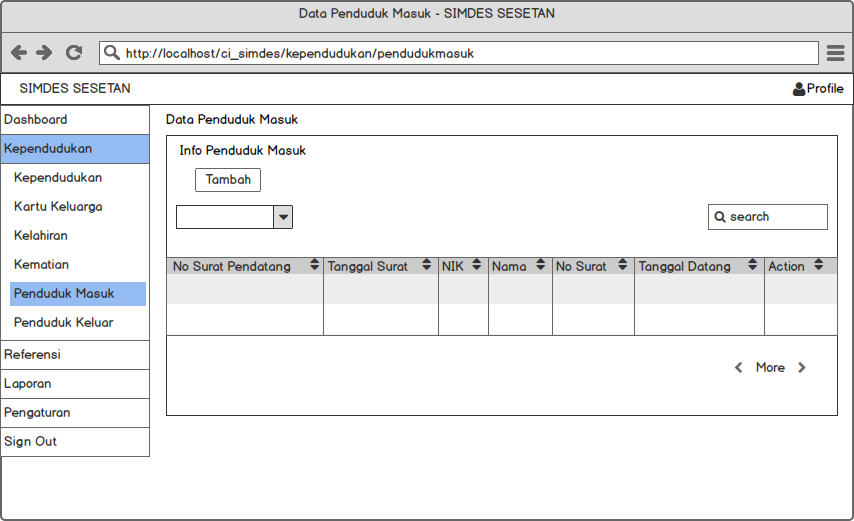 Data Penduduk Masuk - SIMDES SESETAN
http://localhost/ci_simdes/kependudukan/pendudukmasuk
SIMDES SESETAN
Profile
Dashboard
Kependudukan
Kependudukan
Kartu Keluarga
Kelahiran
Kematian
Penduduk Masuk
Penduduk Keluar
Referensi
Laporan
Pengaturan
Sign Out
Data Penduduk Masuk
Info Penduduk Masuk
Tambah
search
No Surat Pendatang Tanggal Surat NIK Nama No Surat Tanggal Datang Action
More